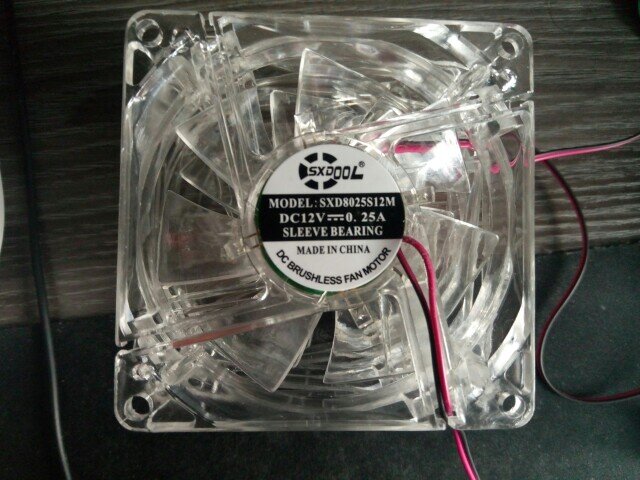 SXDOOL ®
MODEL:SXD8025S12M
DC12V⎓0.25A
SLEEVE BEARING
MADE IN CHINA
DC BRUSHLESS FAN MOTOR